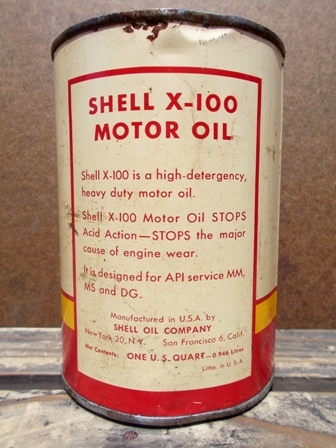 SHELL X-100
MOTOR OIL
Shell X-100 is a high-detergency,
heavy duty motor oil.
Shell X-100 Motor Oil STOPS
Acid Action—STOPS the major
cause of engine wear.
It is designed for API service MM,
MS and DG.
Manufactured in U.S.A. by
SHELL OIL COMPANY
New York 20, N.Y. San Francisco 6, Calif.
Net Contents: ONE U.S. QUART—0.946 Litres
Litho. in U.S.A.